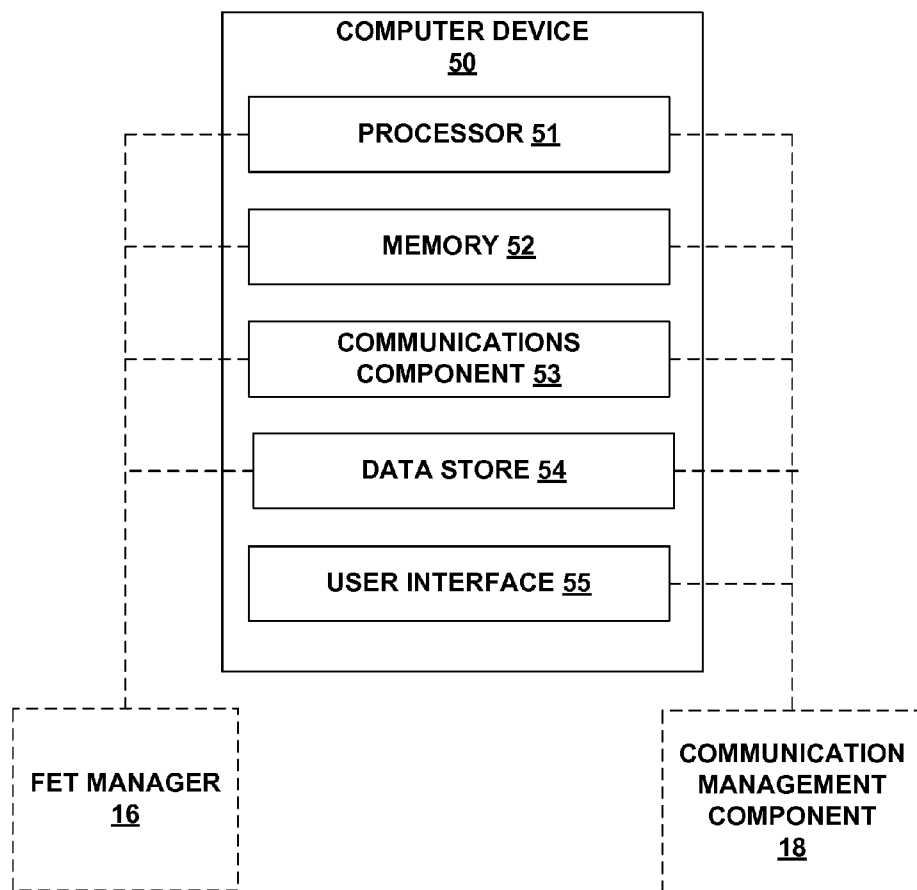 COMPUTER DEVICE
50
PROCESSOR 51
MEMORY 52
COMMUNICATIONS
COMPONENT 53
DATA STORE 54
USER INTERFACE 55
FET MANAGER
16
COMMUNICATION
MANAGEMENT
COMPONENT
18